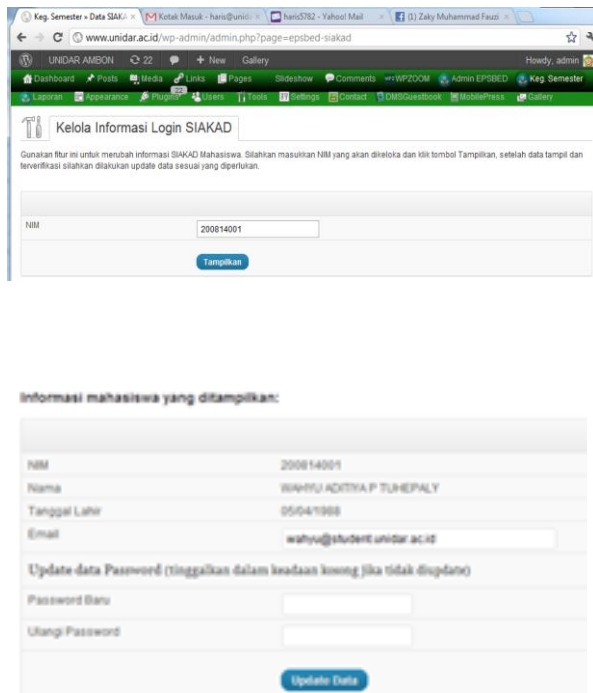 Keg. Semester » Data SIAKA
Kotak Masuk - haris@unid
haris5782 - Yahoo! Mail
(1) Zaky Muhammad Fauzi
www.unidar.ac.id/wp-admin/admin.php?page=epsbed-siakad
UNIDAR AMBON 22 + New Gallery Howdy, admin
Dashboard Posts Media Links Pages Slideshow Comments WPZOOM Admin EPSBED Keg. Semester
Laporan Appearance Plugins 22 Users Tools Settings Contact DMSGuestbook MobilePress Gallery
Kelola Informasi Login SIAKAD
Gunakan fitur ini untuk merubah informasi SIAKAD Mahasiswa. Silahkan masukkan NIM yang akan dikeloka dan klik tombol Tampilkan, setelah data tampil dan
terverifikasi silahkan dilakukan update data sesuai yang diperlukan.
NIM 200814001
Tampilkan
Informasi mahasiswa yang ditampilkan:
NIM 200814001
Nama WAHYU ADITIYA P TUHEPALY
Tanggal Lahir 05/04/1988
Email wahyu@student.unidar.ac.id
Update data Password (tinggalkan dalam keadaan kosong jika tidak diupdate)
Password Baru
Ulangi Password
Update Data